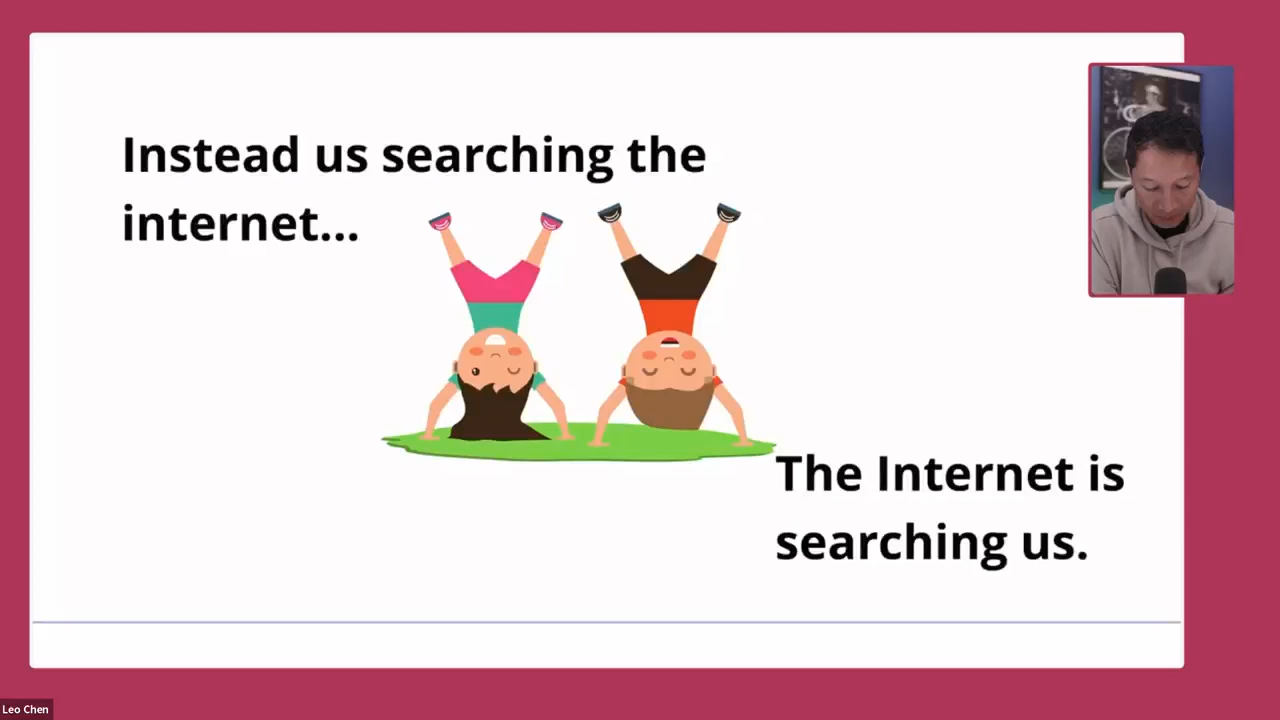 Instead us searching the
internet...
The Internet is
searching us.
Leo Chen